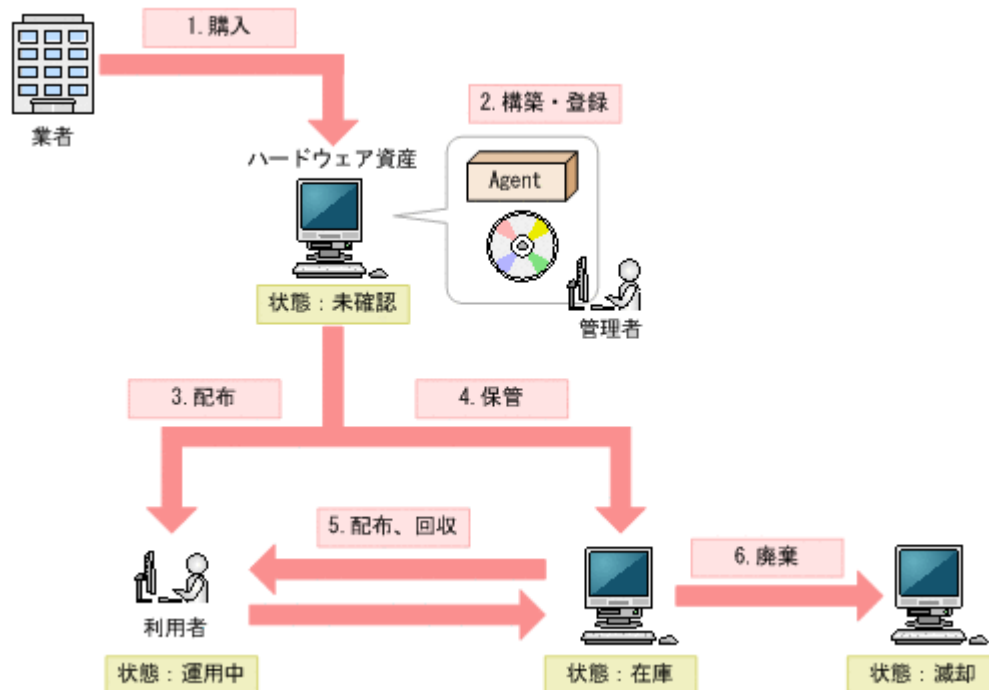 1.購入
業者
2.構築・登録
ハードウェア資産
Agent
状態：未確認
管理者
3.配布
4.保管
5.配布、回収
6.廃棄
利用者
状態：運用中
状態：在庫
状態：滅却